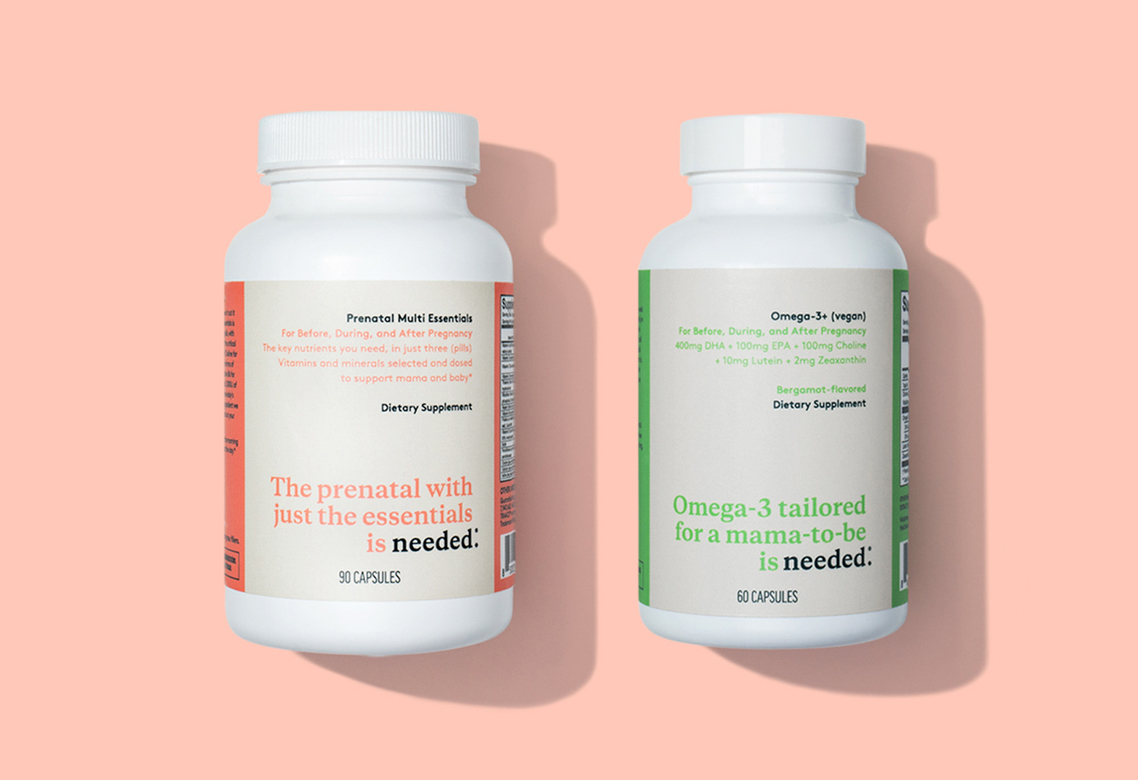 Prenatal Multi Essentials
For Before, During, and After Pregnancy
The key nutrients you need, in just three (pills)
Vitamins and minerals selected and dosed
to support mama and baby*
Dietary Supplement
The prenatal with
just the essentials
is needed:
90 CAPSULES
Omega-3+ (vegan)
For Before, During, and After Pregnancy
400mg DHA + 100mg EPA + 100mg Choline
+ 10mg Lutein + 2mg Zeaxanthin
Bergamot-flavored
Dietary Supplement
Omega-3 tailored
for a mama-to-be
is needed:
60 CAPSULES